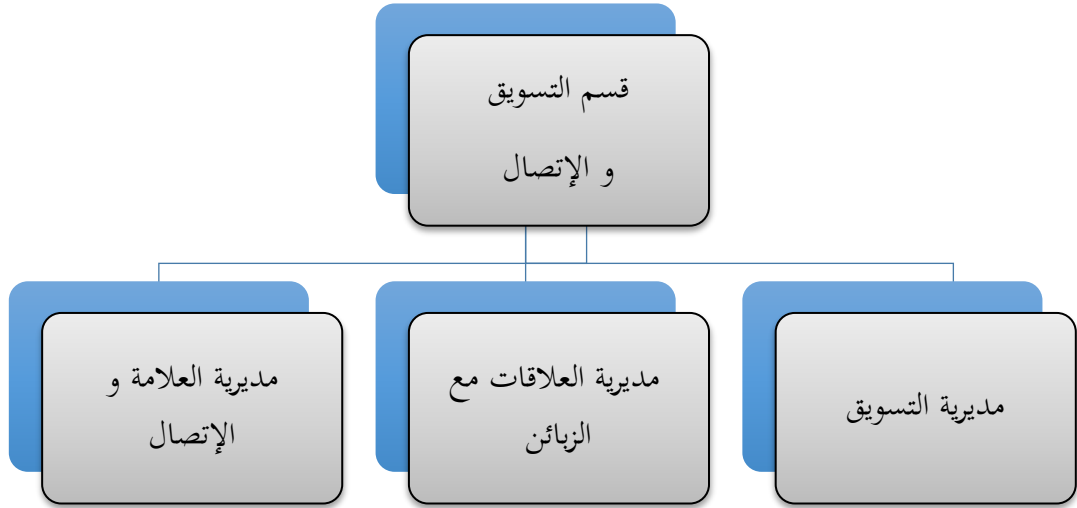 قسم التسويق
و الإتصال
مديرية التسويق
مديرية العلاقات مع
الزبائن
مديرية العلامة و
الإتصال